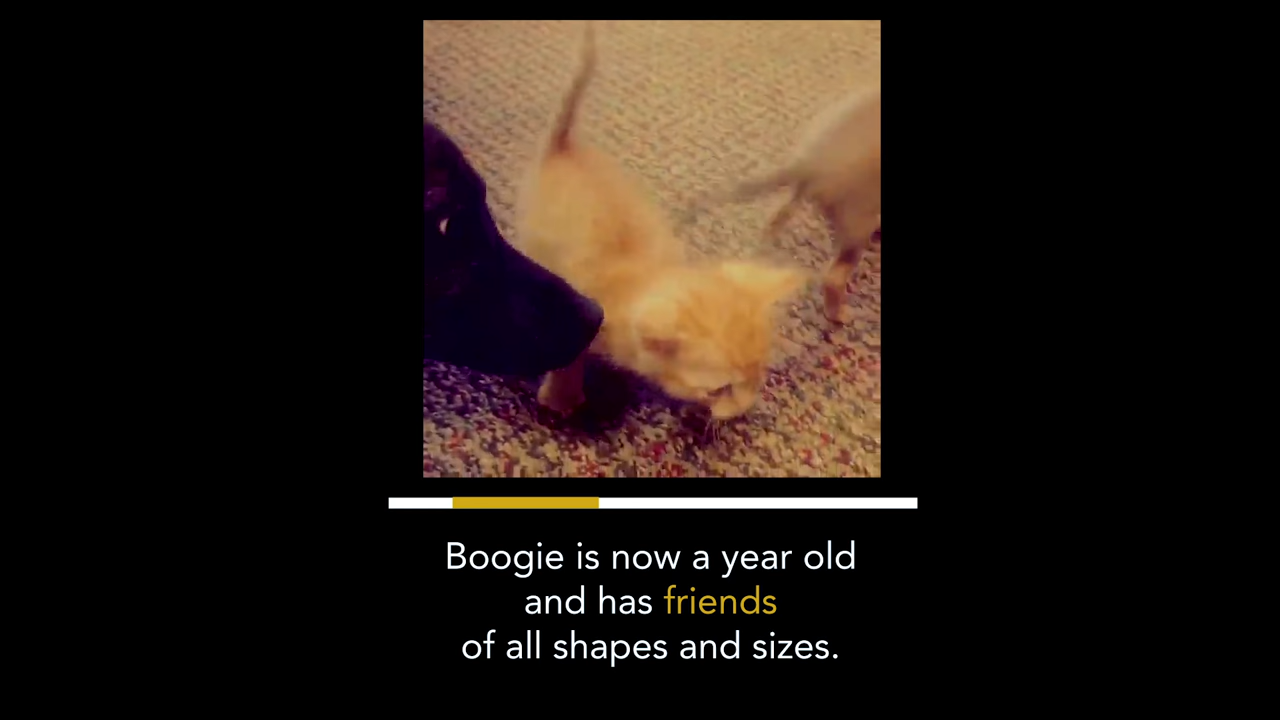 Boogie is now a year old
and has friends
of all shapes and sizes.